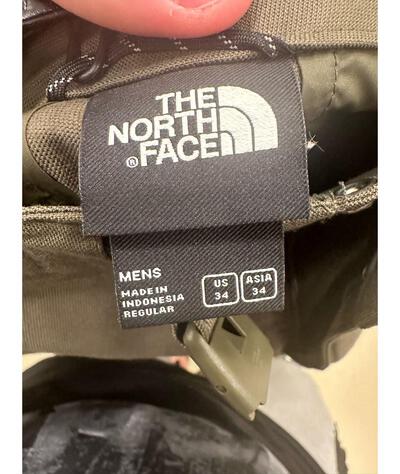 THE
NORTH
FACE
®
MENS
MADE IN
INDONESIA
REGULAR
US
34
ASIA
34